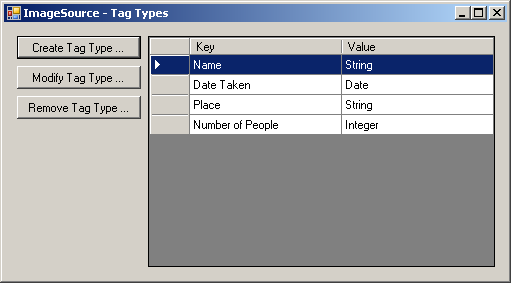 ImageSource - Tag Types
Create Tag Type ...
Modify Tag Type ...
Remove Tag Type ...
Key Value
Name String
Date Taken Date
Place String
Number of People Integer